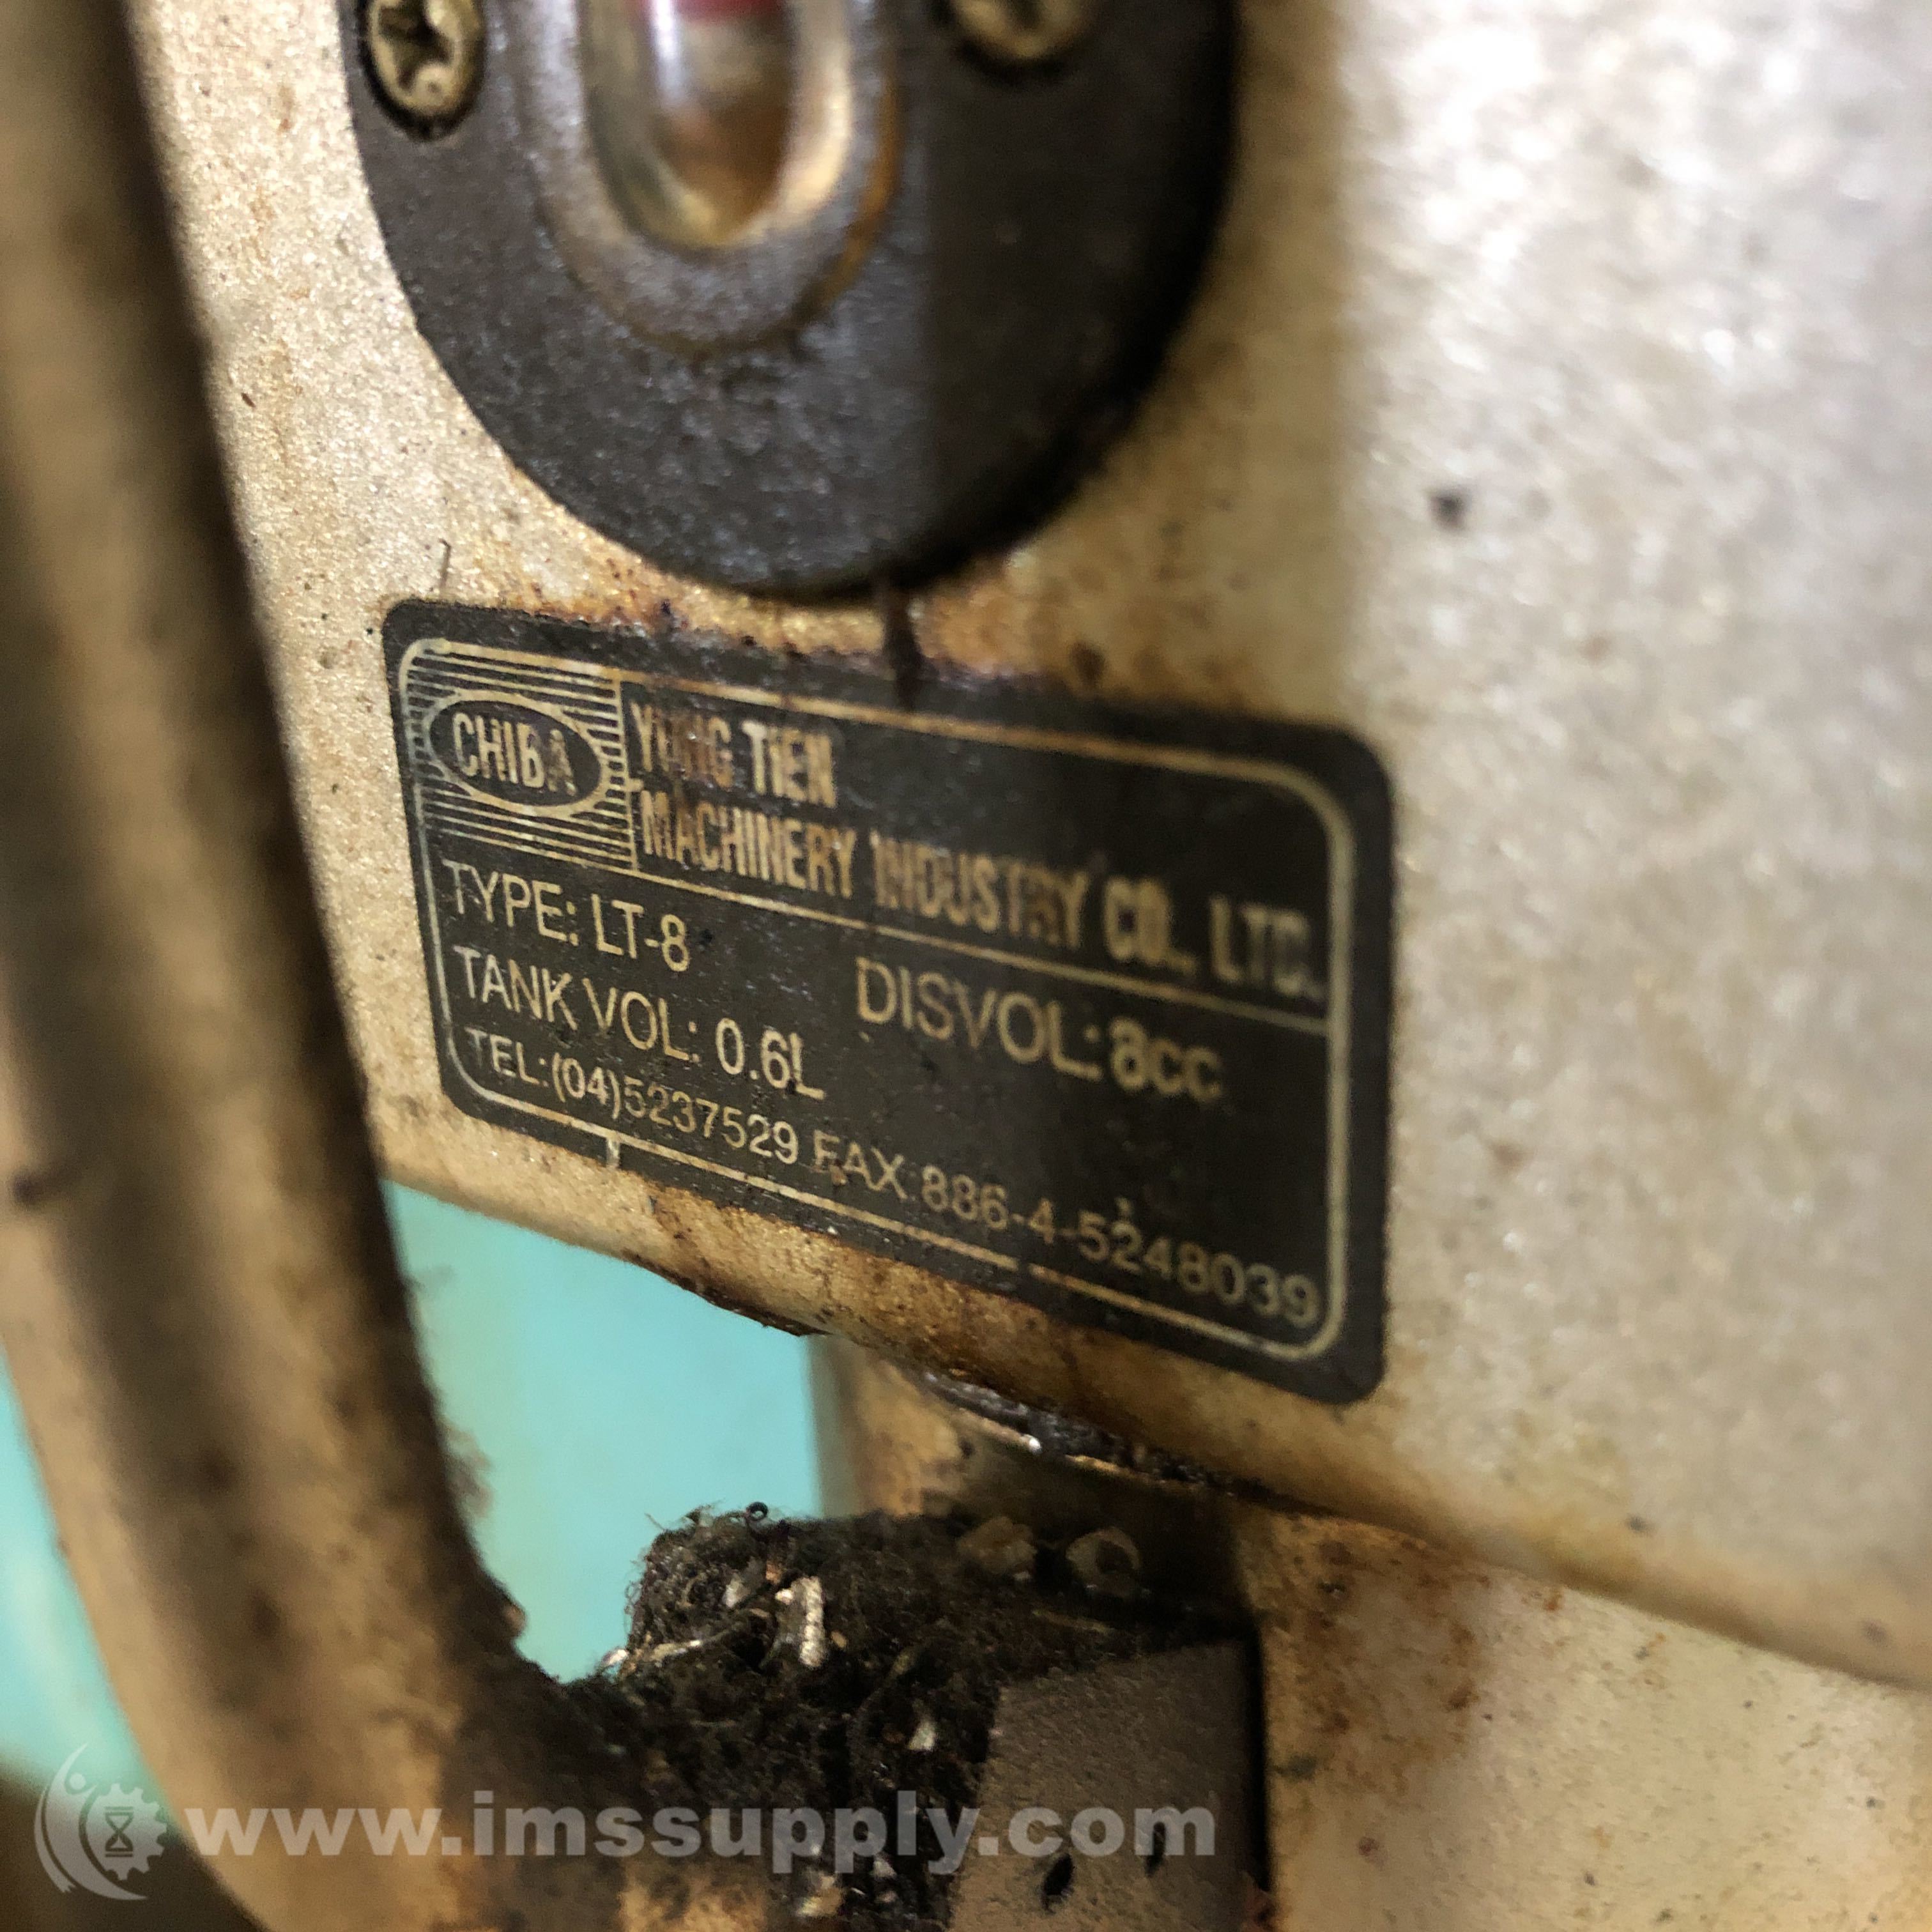 CHIBA
YUNG TIEN
MACHINERY INDUSTRY CO., LTD.
TYPE: LT-8
TANK VOL: 0.6L DISVOL: 8cc
TEL:(04)5237529 FAX:886-4-5248039
www.imssupply.com